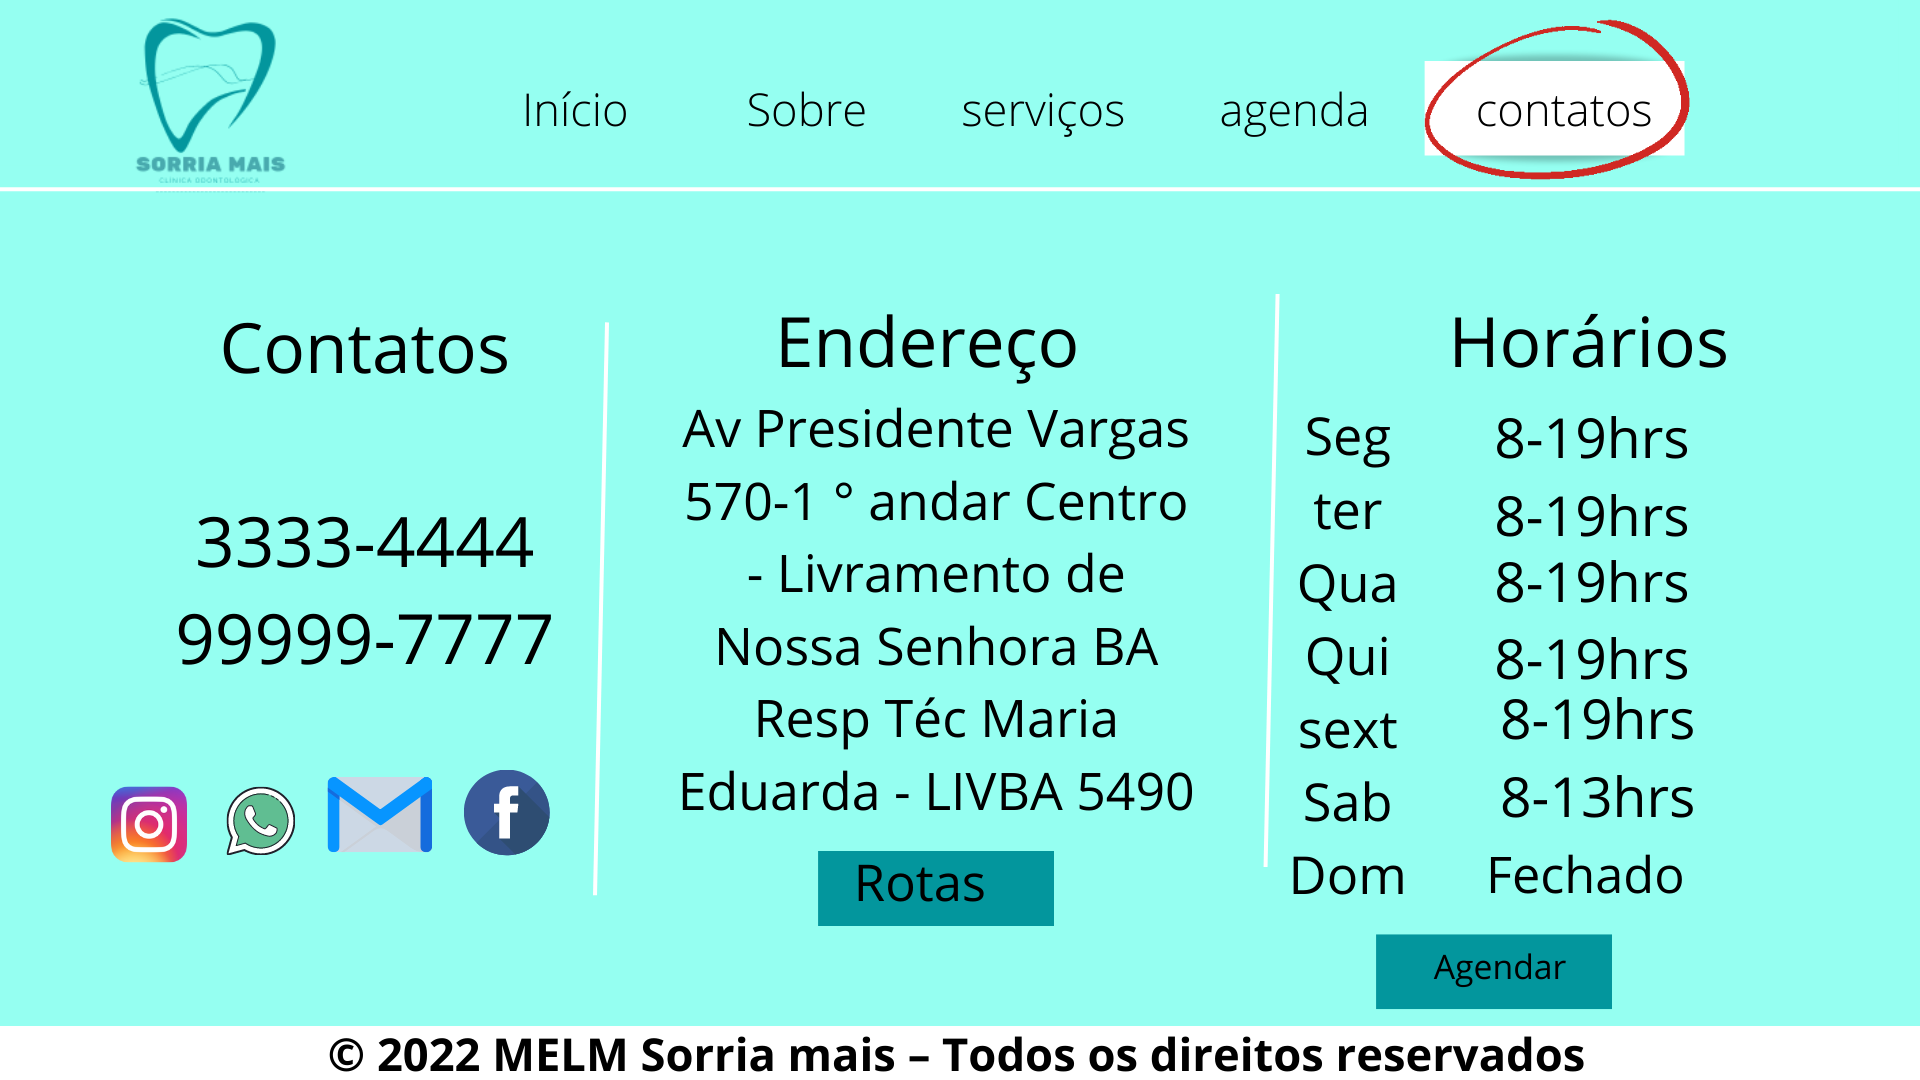 SORRIA MAIS
CLÍNICA ODONTOLÓGICA
Início
Sobre
serviços
agenda
contatos
Contatos
3333-4444
99999-7777
Endereço
Av Presidente Vargas
570-1 ° andar Centro
- Livramento de
Nossa Senhora BA
Resp Téc Maria
Eduarda - LIVBA 5490
Rotas
Horários
Seg 8-19hrs
ter 8-19hrs
Qua 8-19hrs
Qui 8-19hrs
sext 8-19hrs
Sab 8-13hrs
Dom Fechado
Agendar
© 2022 MELM Sorria mais – Todos os direitos reservados